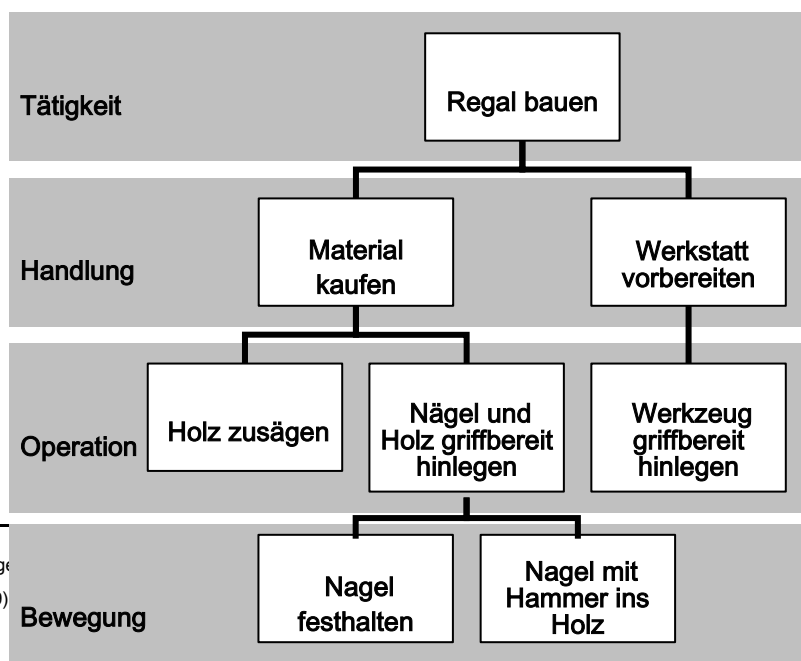 Tätigkeit
Regal bauen
Handlung
Material
kaufen
Werkstatt
vorbereiten
Operation
Holz zusägen
Nägel und
Holz griffbereit
hinlegen
Werkzeug
griffbereit
hinlegen
Bewegung
Nagel
festhalten
Nagel mit
Hammer ins
Holz